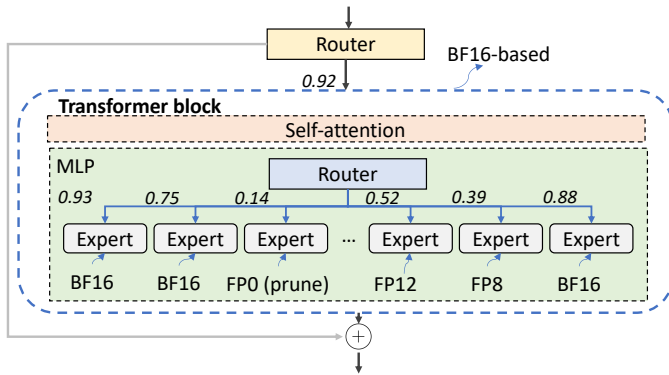 Router
BF16-based
0.92
Transformer block
Self-attention
MLP
Router
0.93 0.75 0.14 0.52 0.39 0.88
Expert Expert Expert ... Expert Expert Expert
BF16 BF16 FP0 (prune) FP12 FP8 BF16
+